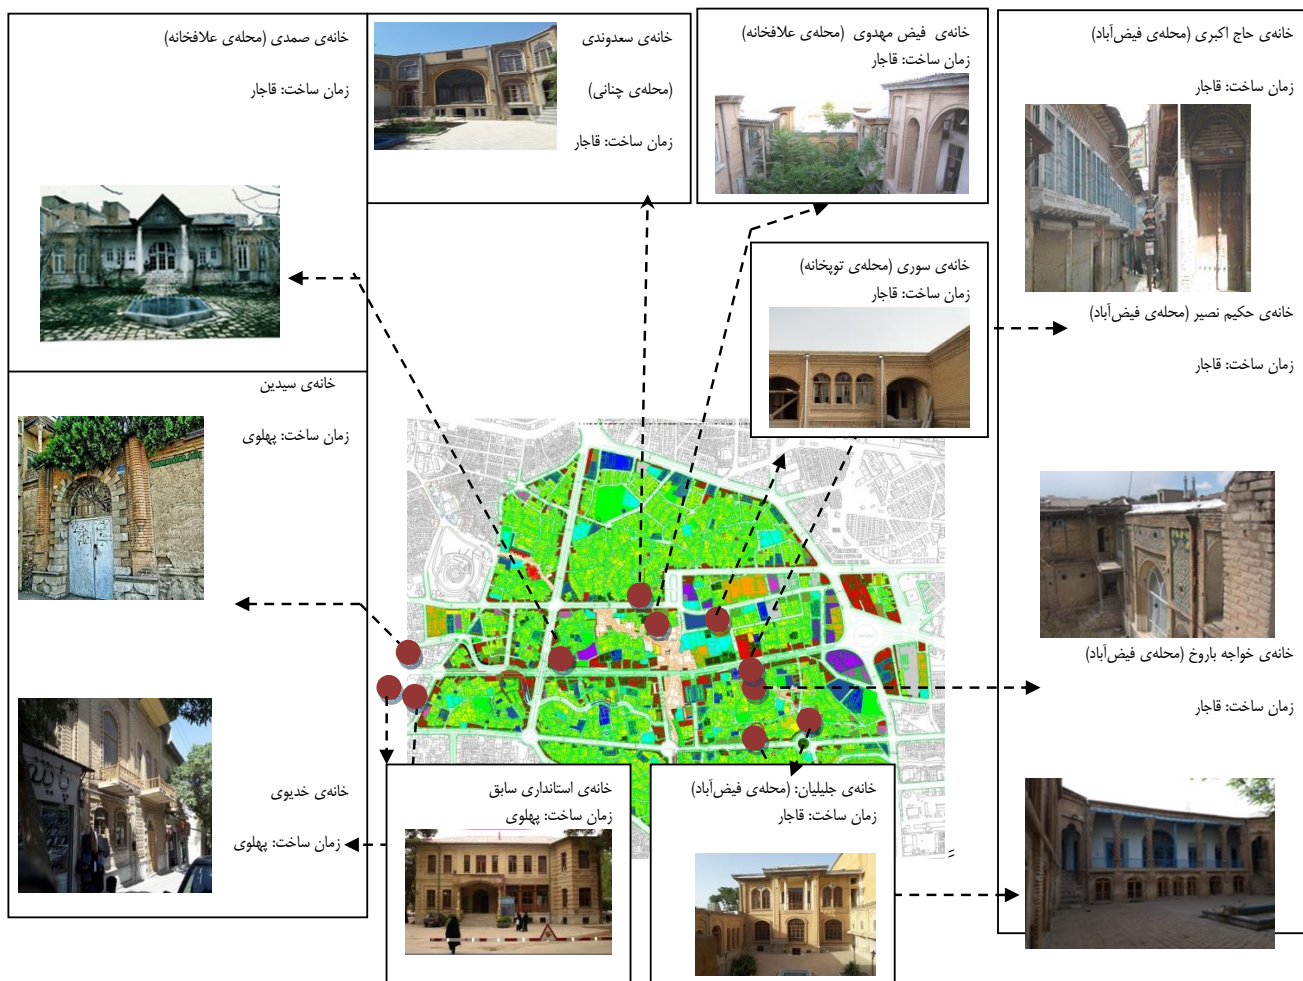 خانه‌ی حاج اکبری (محله‌ی فیض‌آباد)
زمان ساخت: قاجار
خانه‌ی حکیم نصیر (محله‌ی فیض‌آباد)
زمان ساخت: قاجار
خانه‌ی خواجه باروخ (محله‌ی فیض‌آباد)
زمان ساخت: قاجار
خانه‌ی فیض مهدوی (محله‌ی علافخانه)
زمان ساخت: قاجار
خانه‌ی سوری (محله‌ی توپخانه)
زمان ساخت: قاجار
خانه‌ی سعدوندی
(محله‌ی چنانی)
زمان ساخت: قاجار
خانه‌ی صمدی (محله‌ی علافخانه)
زمان ساخت: قاجار
خانه‌ی سیدین
زمان ساخت: پهلوی
خانه‌ی خدیوی
زمان ساخت: پهلوی
خانه‌ی استانداری سابق
زمان ساخت: پهلوی
خانه‌ی جلیلیان: (محله‌ی فیض‌آباد)
زمان ساخت: قاجار